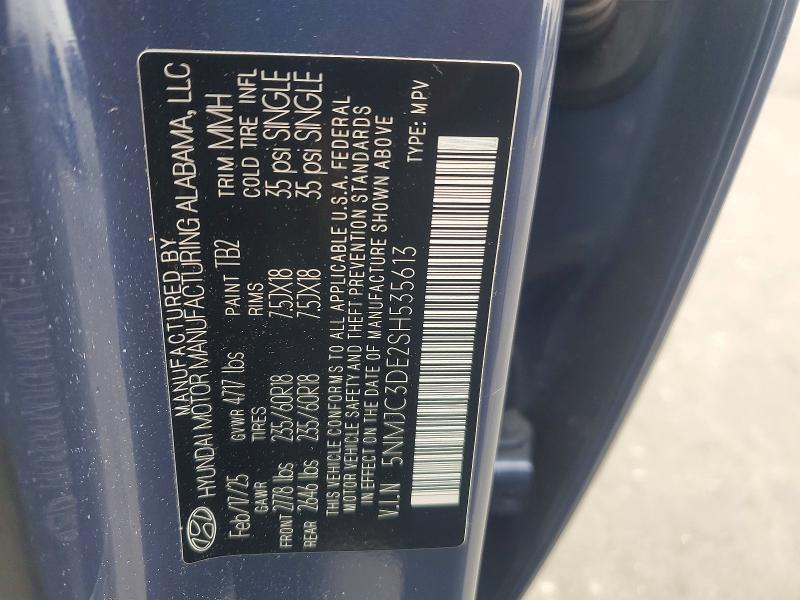 MANUFACTURED BY
HYUNDAI MOTOR MANUFACTURING ALABAMA, LLC
Feb/17/25 GVWR 4717 lbs PAINT TB2 TRIM MMH
GAWR TIRES RIMS COLD TIRE INFL
FRONT 2778 lbs 235/60R18 7.5JX18 35 psi SINGLE
REAR 2646 lbs 235/60R18 7.5JX18 35 psi SINGLE
THIS VEHICLE CONFORMS TO ALL APPLICABLE U.S.A. FEDERAL
MOTOR VEHICLE SAFETY AND THEFT PREVENTION STANDARDS
IN EFFECT ON THE DATE OF MANUFACTURE SHOWN ABOVE
V.I.N: 5NMJC3DE2SH535613 TYPE: MPV